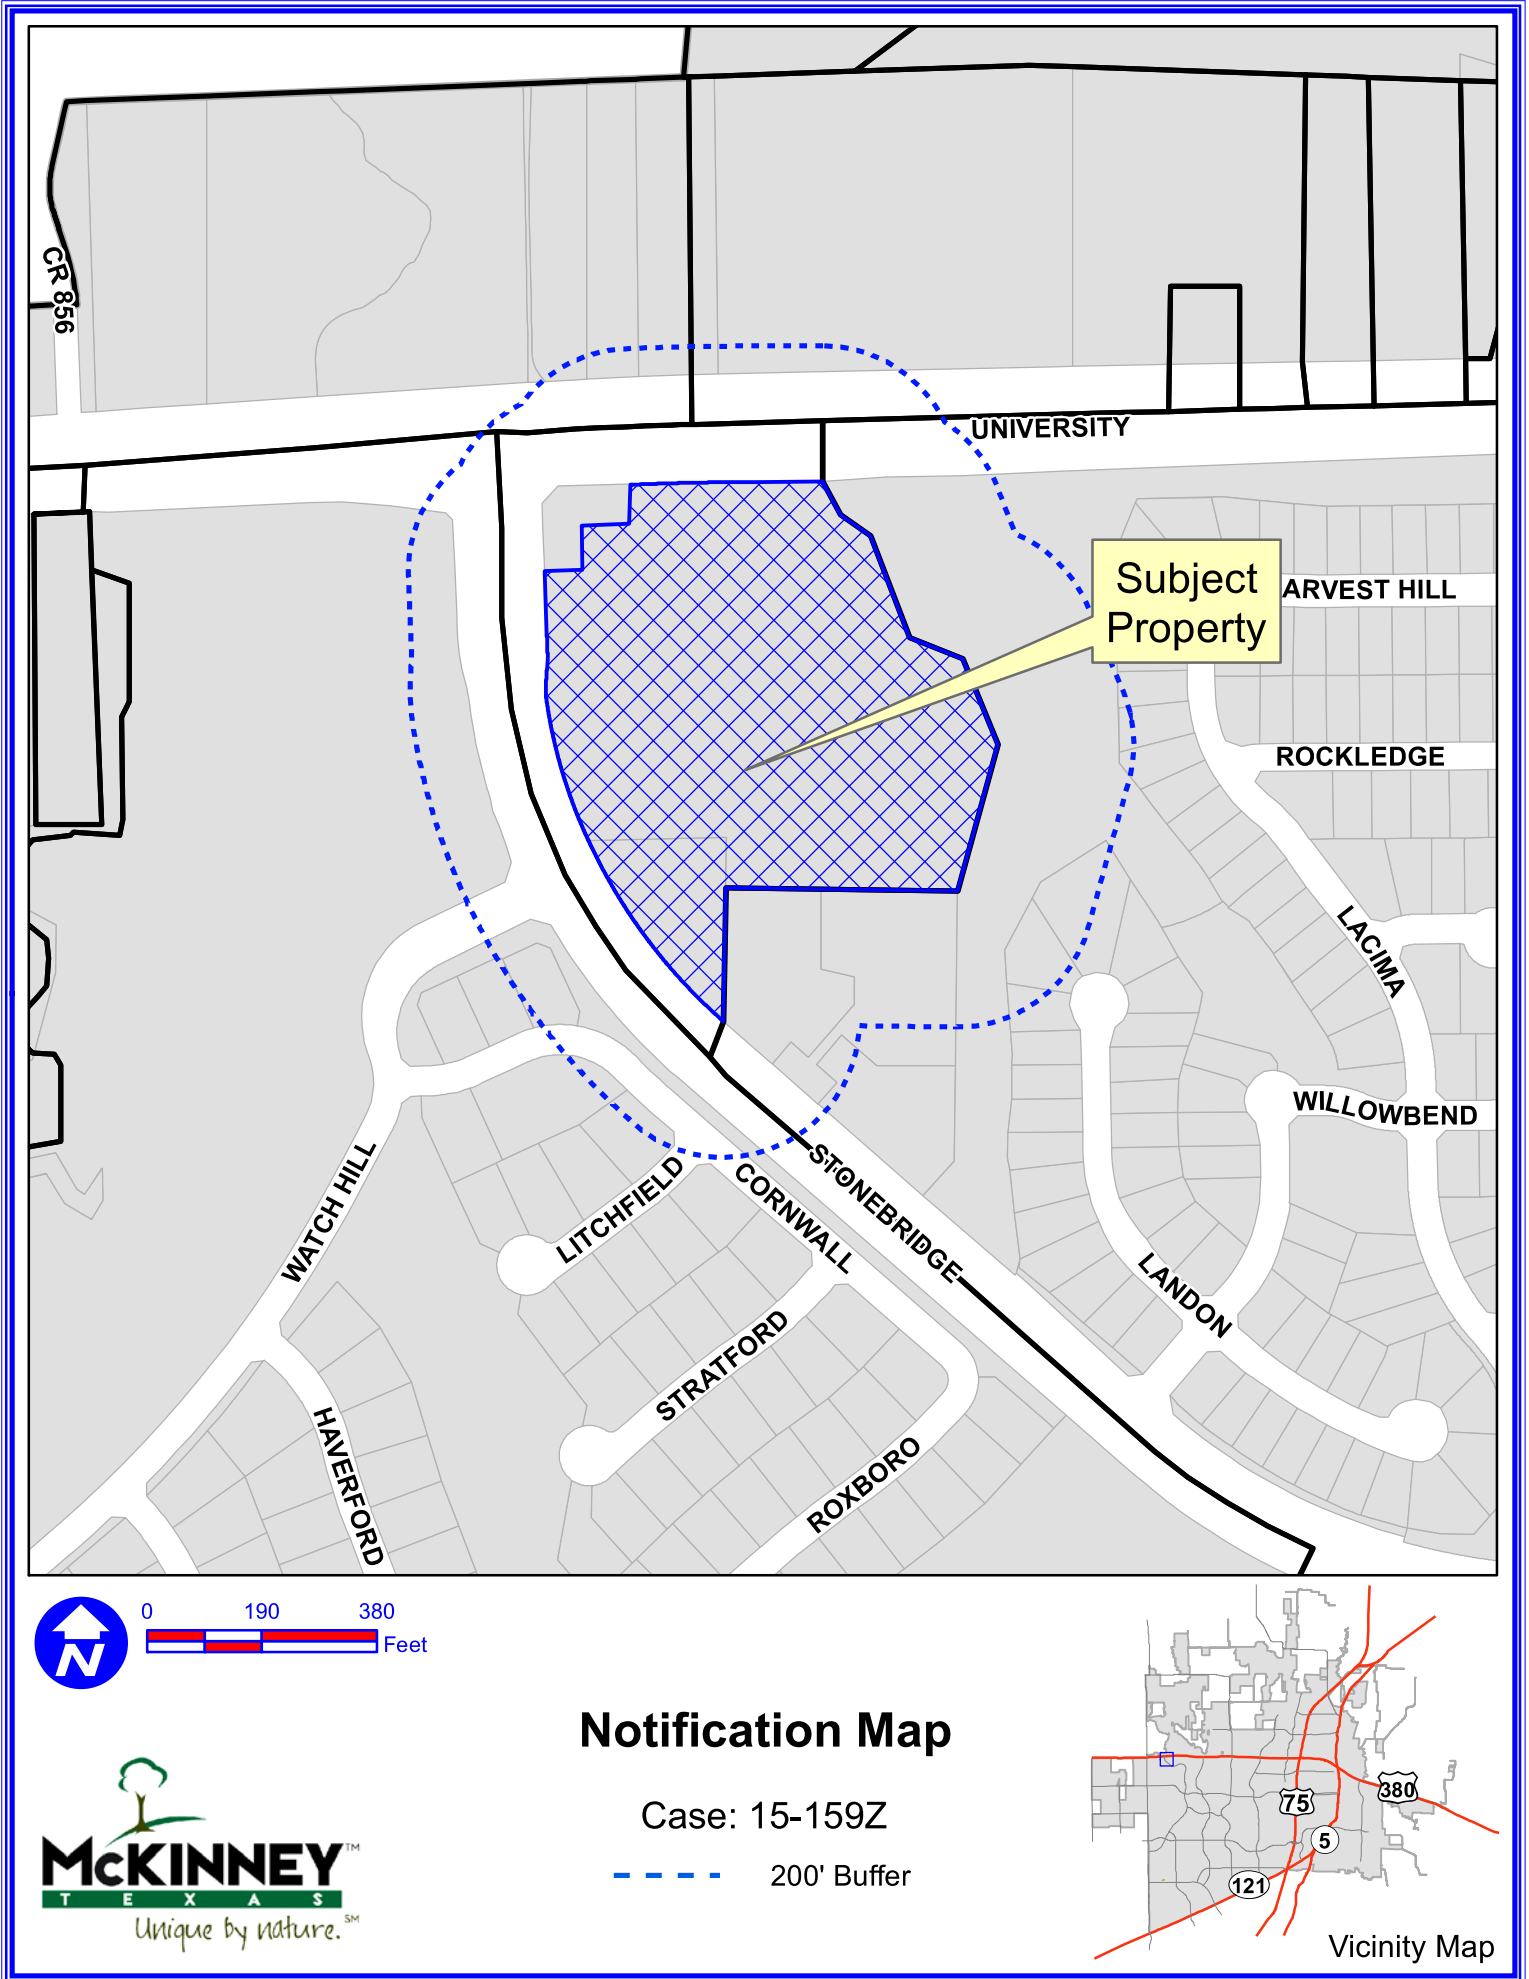 CR 856
UNIVERSITY
Subject
Property
ARVEST HILL
ROCKLEDGE
LACIMA
WILLOWBEND
WATCH HILL
LITCHFIELD
CORNWALL
STONEBRIDGE
LANDON
STRATFORD
HAVERFORD
ROXBORO
0 190 380
Feet
N
Notification Map
Case: 15-159Z
200' Buffer
McKINNEY™
TEXAS
Unique by nature.℠
75
380
5
121
Vicinity Map